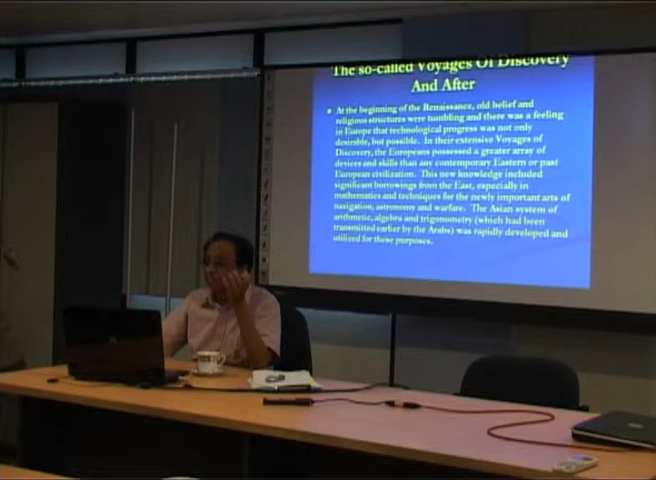 The so-called Voyages Of Discovery
And After
• At the beginning of the Renaissance, old belief and
religious structures were tumbling and there was a feeling
in Europe that technological progress was not only
desirable, but possible. In their extensive Voyages of
Discovery, the Europeans possessed a greater array of
devices and skills than any contemporary Eastern or past
European civilization. This new knowledge included
significant borrowings from the East, especially in
mathematics and techniques for the newly important arts of
navigation, astronomy and warfare. The Asian system of
arithmetic, algebra and trigonometry (which had been
transmitted earlier by the Arabs) was rapidly developed and
utilized for these purposes.